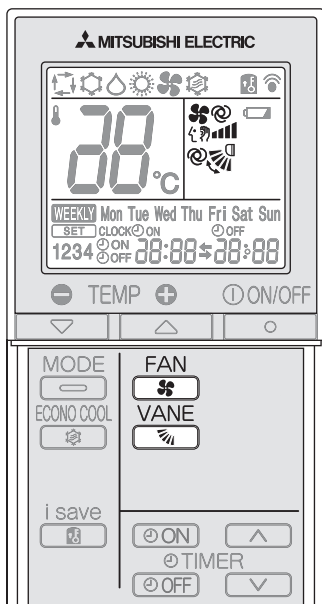 MITSUBISHI ELECTRIC
88 °C
WEEKLY Mon Tue Wed Thu Fri Sat Sun
SET CLOCK ON OFF
1234 ON OFF 88:88 88:88
TEMP ON/OFF
MODE FAN
ECONO COOL VANE
i save
ON
TIMER
OFF